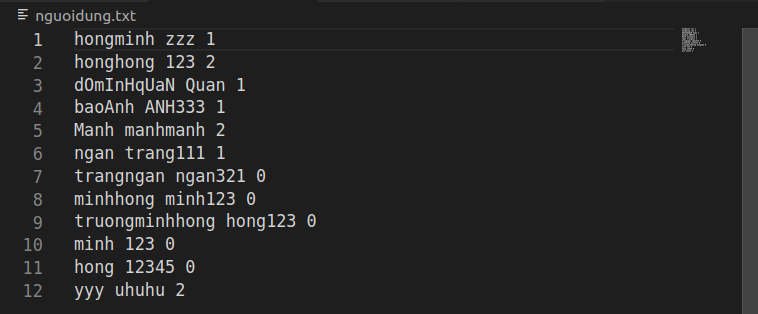 nguoidung.txt
1 hongminh zzz 1
2 honghong 123 2
3 dOmInHqUaN Quan 1
4 baoAnh ANH333 1
5 Manh manhmanh 2
6 ngan trang111 1
7 trangngan ngan321 0
8 minhhong minh123 0
9 truongminhhong hong123 0
10 minh 123 0
11 hong 12345 0
12 yyy uhuhu 2